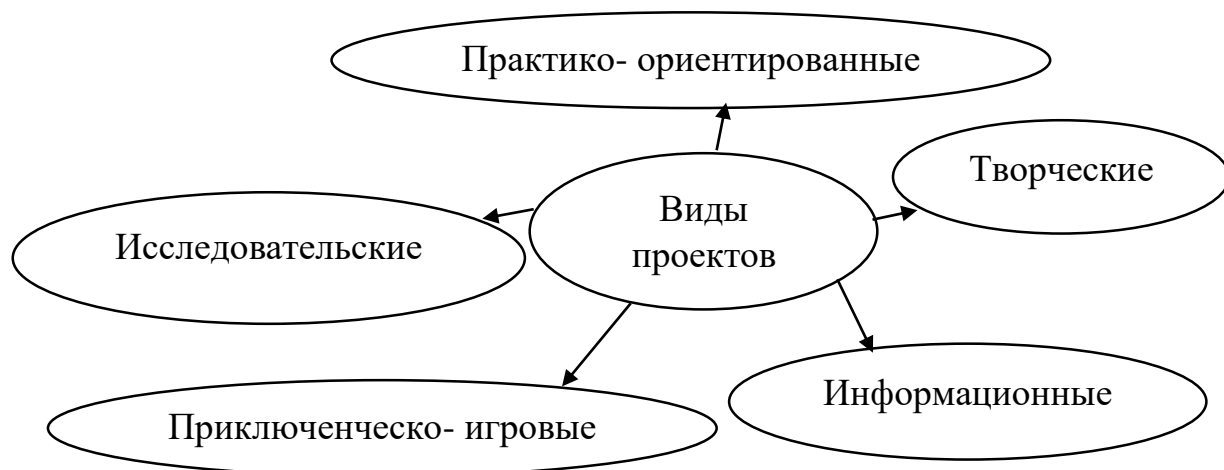 Практико- ориентированные
Творческие
Виды
проектов
Исследовательские
Информационные
Приключенческо- игровые